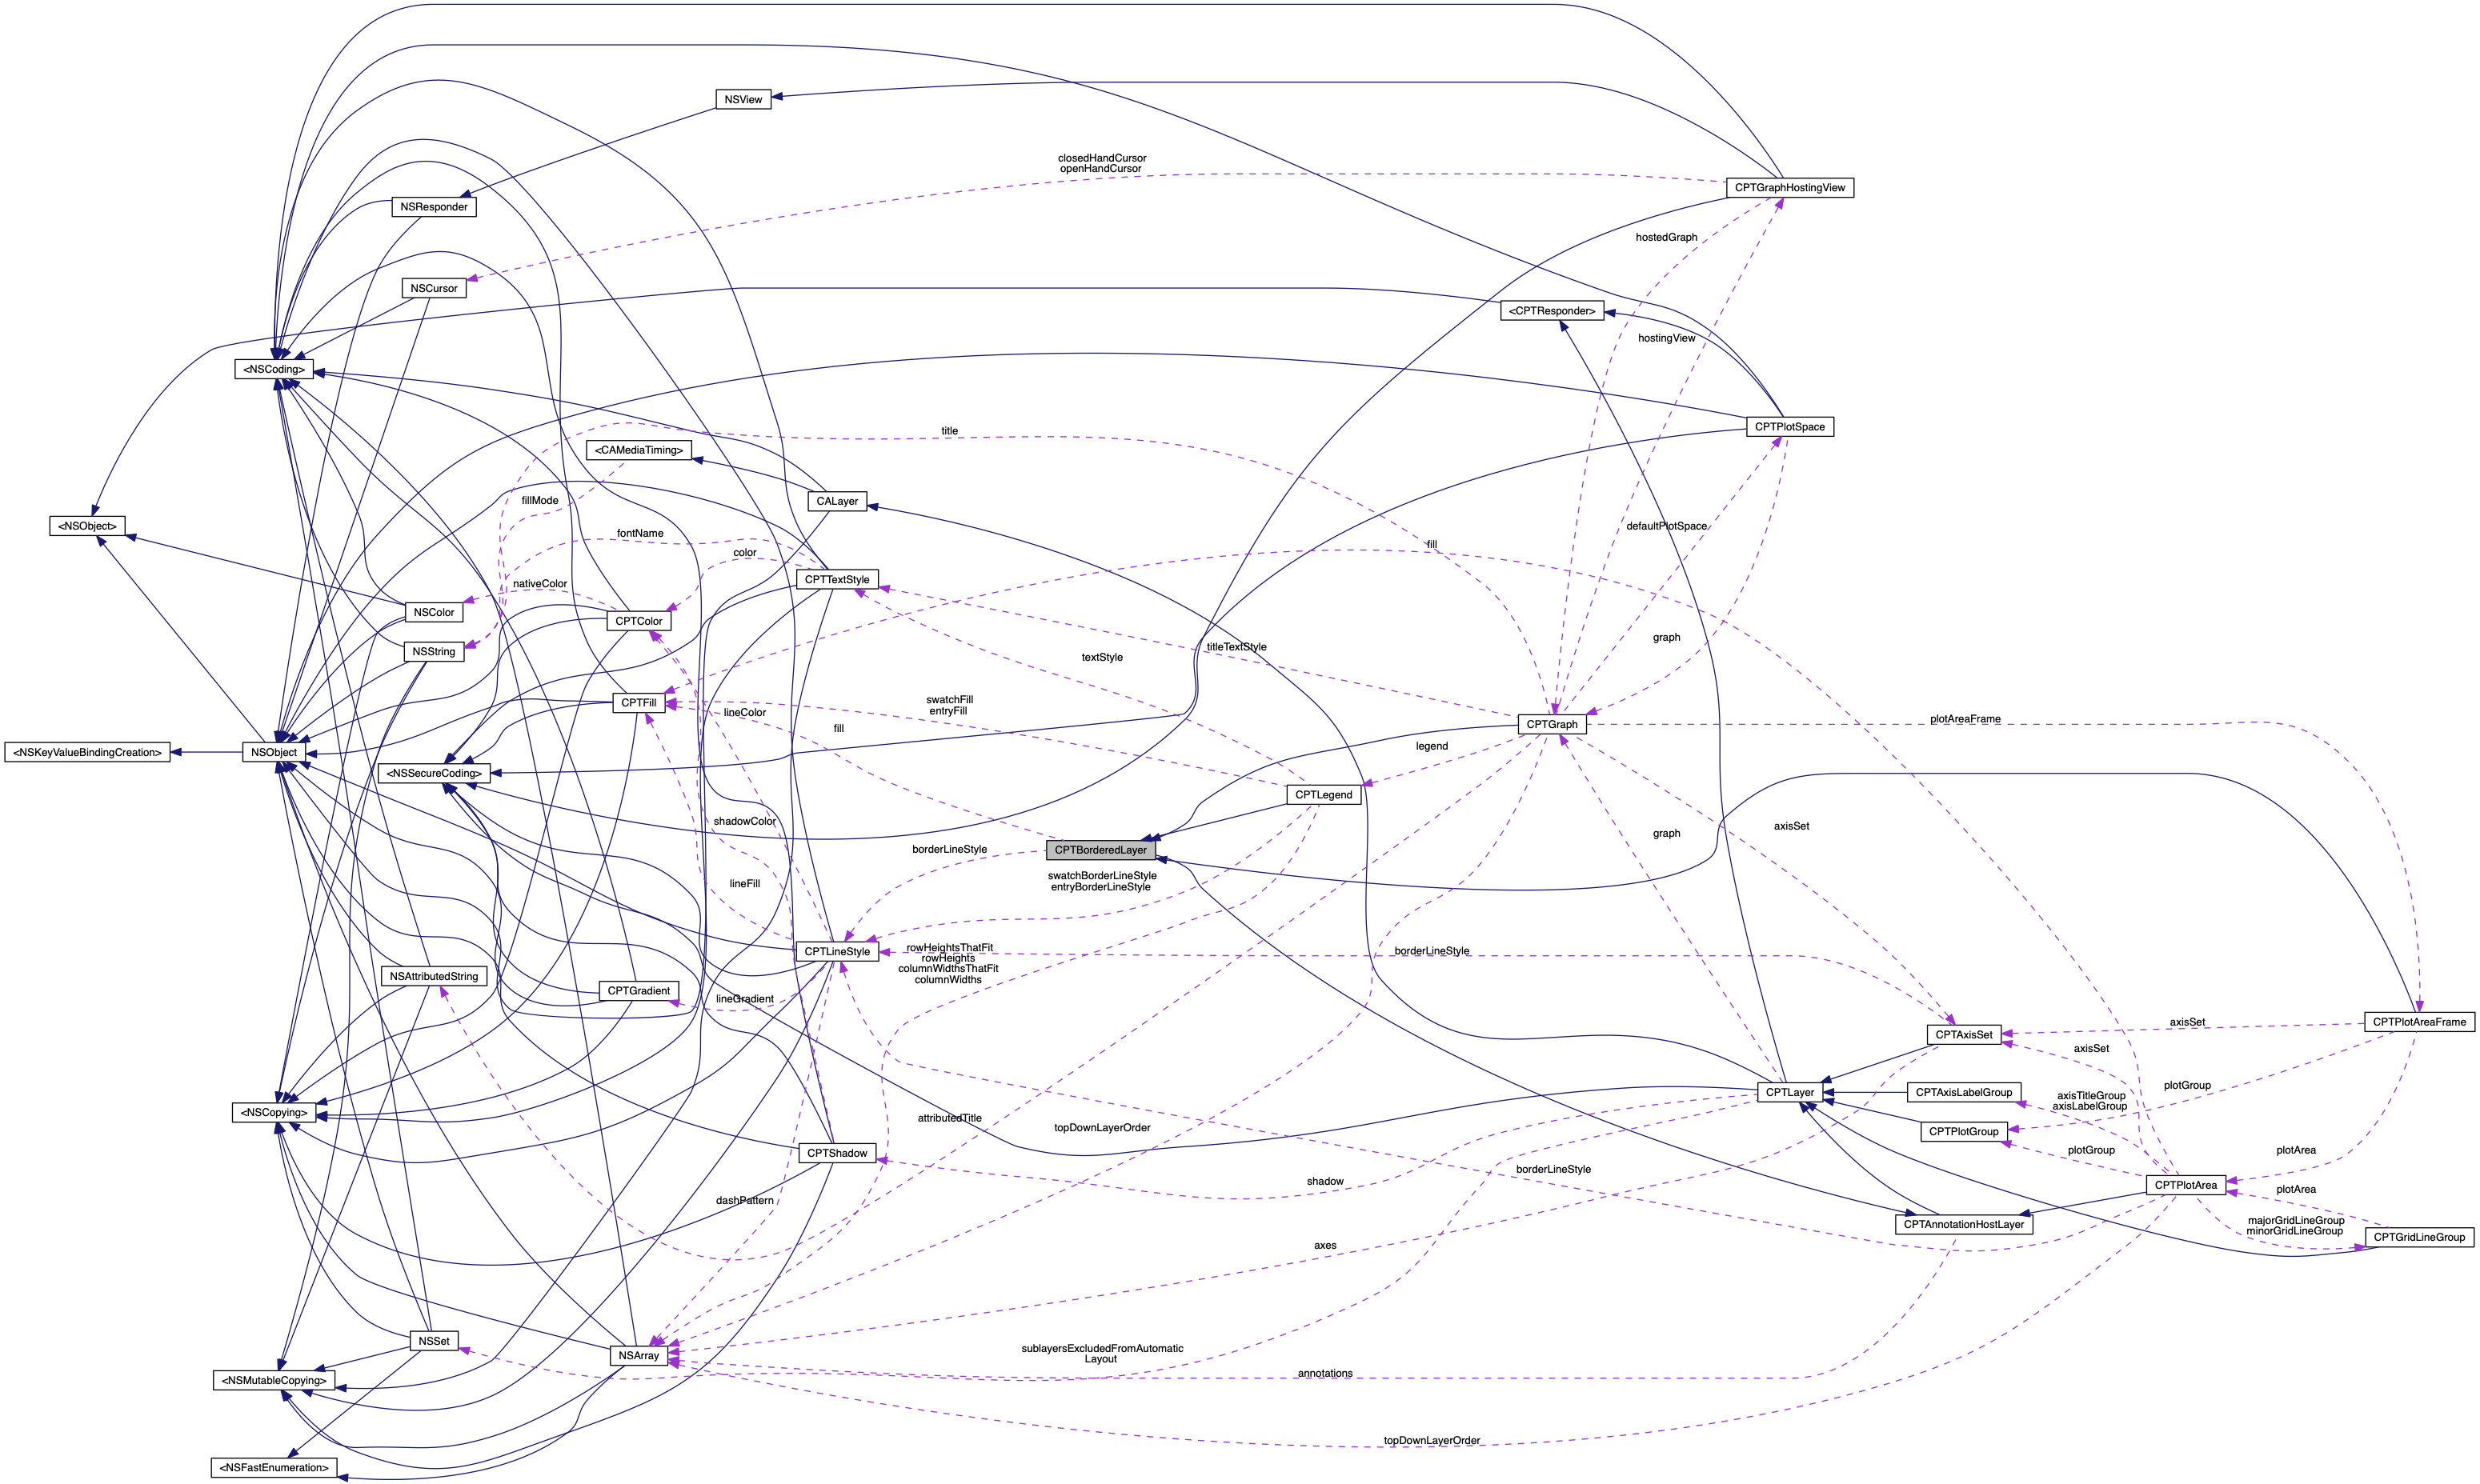 NSView
closedHandCursor
openHandCursor
CPTGraphHostingView
NSResponder
hostedGraph
NSCursor
<CPTResponder>
hostingView
<NSCoding>
title
CPTPlotSpace
<CAMediaTiming>
fillMode
CALayer
<NSObject>
fontName
defaultPlotSpace
fill
color
CPTTextStyle
nativeColor
NSColor
CPTColor
graph
NSString
titleTextStyle
textStyle
CPTFill
swatchFill
entryFill
lineColor
fill
CPTGraph
plotAreaFrame
<NSKeyValueBindingCreation>
NSObject
legend
<NSSecureCoding>
CPTLegend
shadowColor
axisSet
graph
CPTBorderedLayer
borderLineStyle
swatchBorderLineStyle
entryBorderLineStyle
lineFill
CPTLineStyle
rowHeightsThatFit
rowHeights
columnWidthsThatFit
columnWidths
borderLineStyle
NSAttributedString
CPTGradient
lineGradient
axisSet
CPTPlotAreaFrame
CPTAxisSet
axisSet
plotGroup
CPTLayer
CPTAxisLabelGroup
axisTitleGroup
axisLabelGroup
<NSCopying>
attributedTitle
topDownLayerOrder
CPTPlotGroup
CPTShadow
plotGroup
plotArea
borderLineStyle
shadow
CPTPlotArea
plotArea
dashPattern
CPTAnnotationHostLayer
majorGridLineGroup
minorGridLineGroup
CPTGridLineGroup
axes
NSSet
NSArray
sublayersExcludedFromAutomatic
Layout
annotations
<NSMutableCopying>
topDownLayerOrder
<NSFastEnumeration>